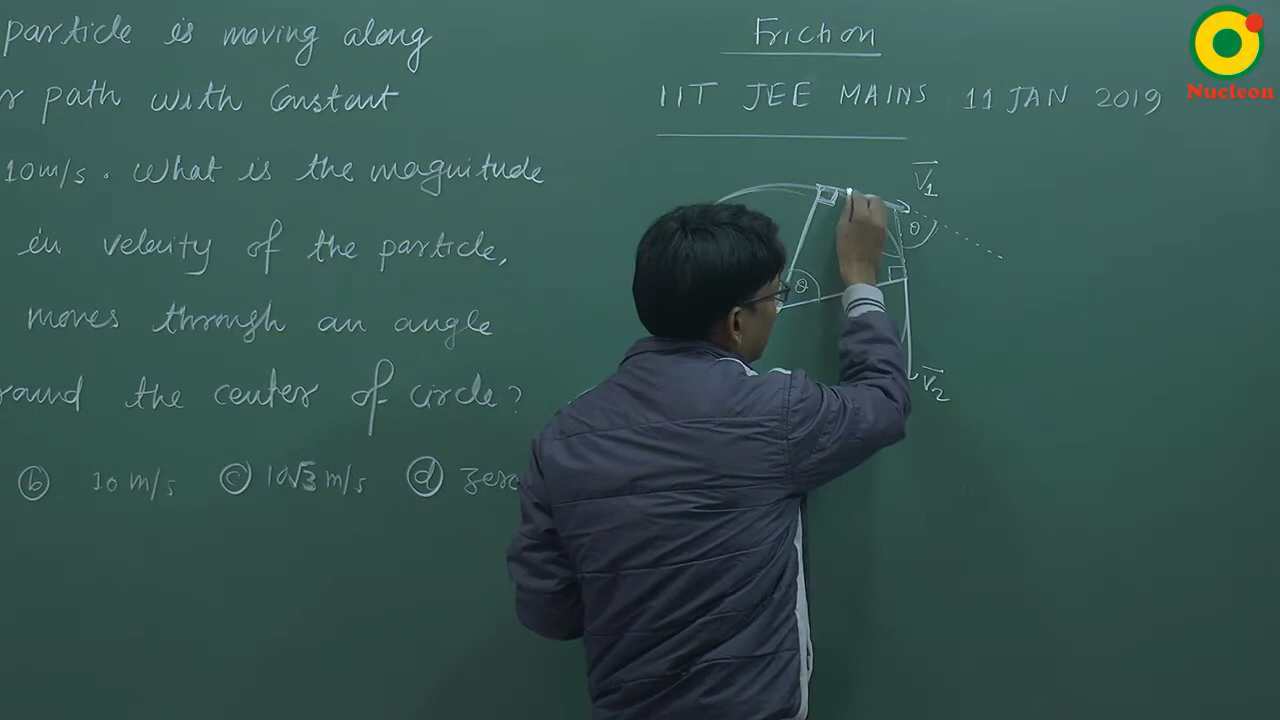 particle is moving along
path with Constant
10m/s. What is the magnitude
in velocity of the particle,
moves through an angle
the center of circle?
ⓑ 10 m/s ⓒ 10√3 m/s ⓓ zero
Friction
IIT JEE MAINS 11 JAN 2019
V1
θ
θ
V2
Nucleon